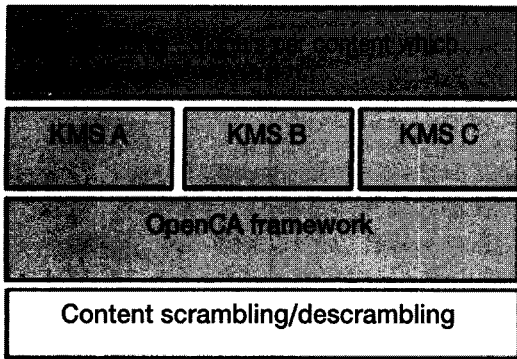 content which
KMS A
KMS B
KMS C
OpenCA framework
Content scrambling/descrambling